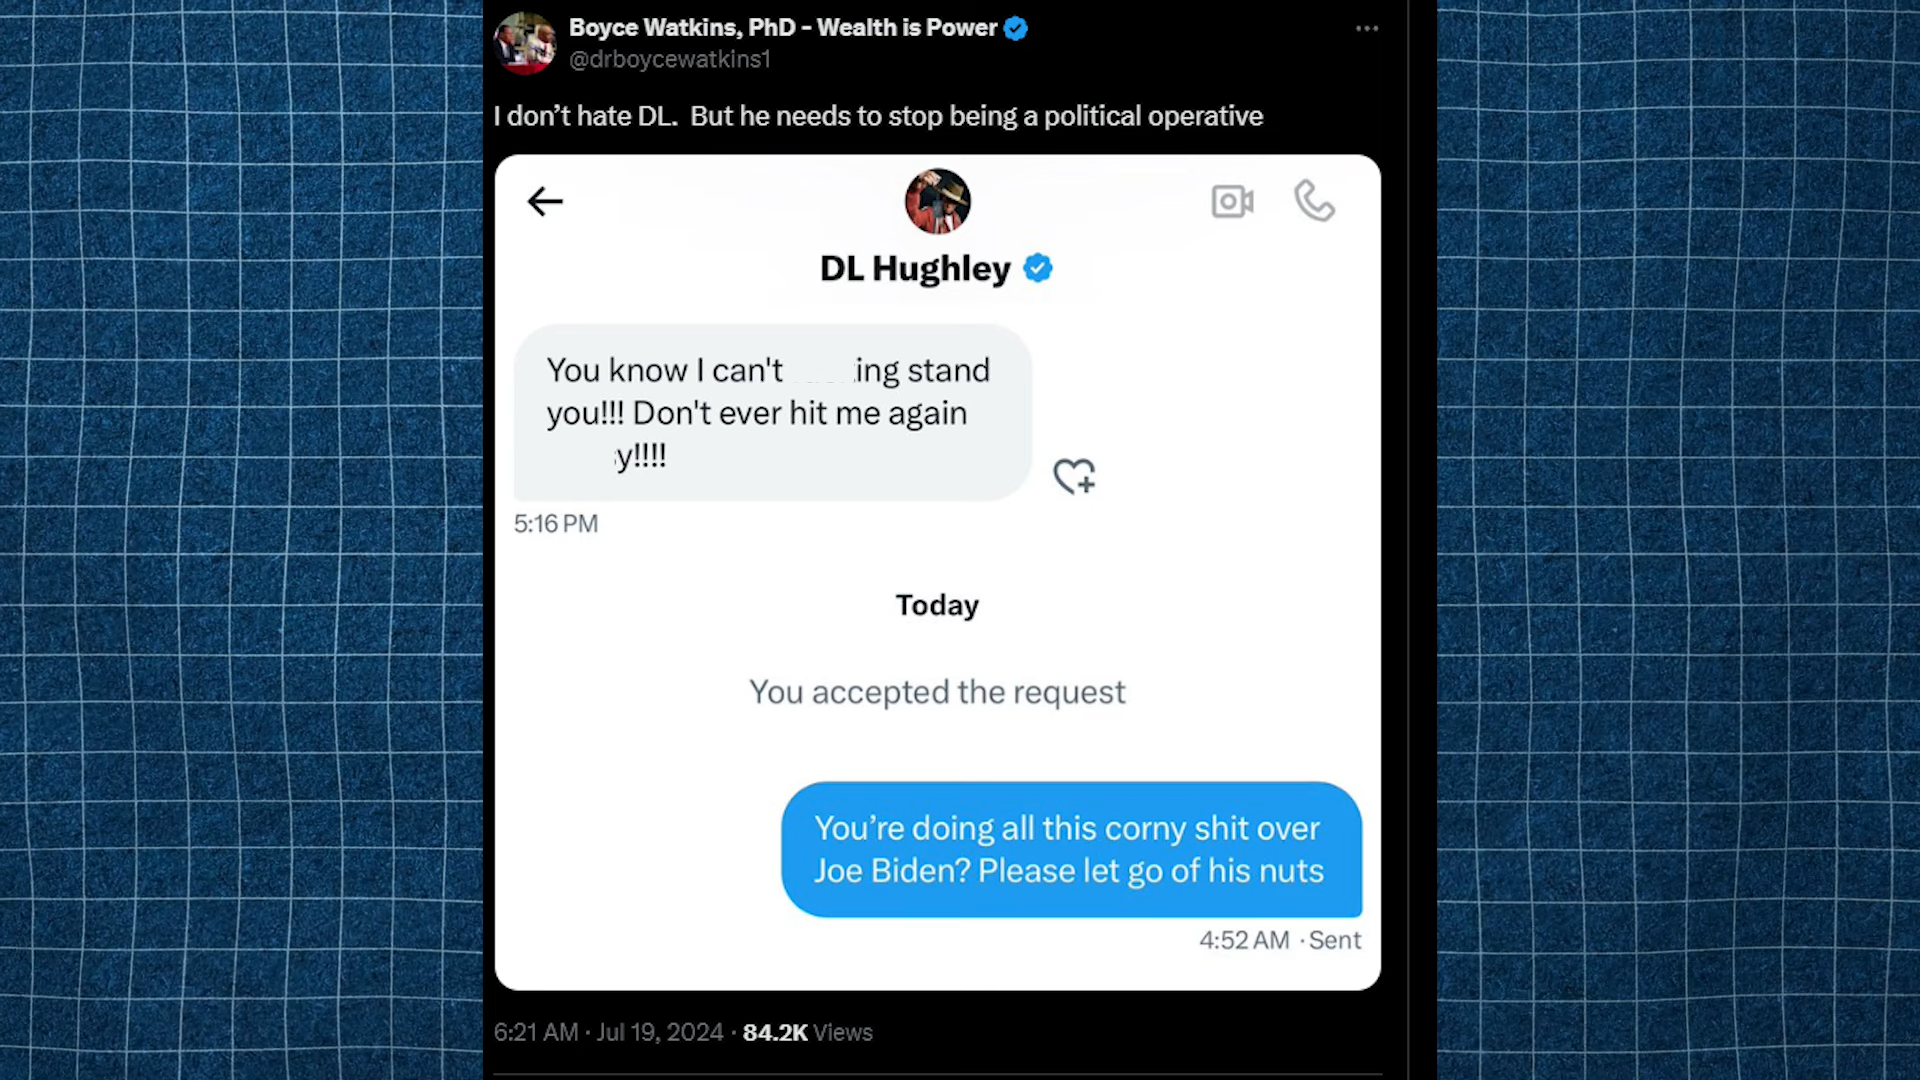 Boyce Watkins, PhD - Wealth is Power
@drboycewatkins1
I don’t hate DL. But he needs to stop being a political operative
DL Hughley
You know I can't ing stand
you!!! Don't ever hit me again
y!!!!
5:16 PM
Today
You accepted the request
You’re doing all this corny shit over
Joe Biden? Please let go of his nuts
4:52 AM · Sent
6:21 AM · Jul 19, 2024 · 84.2K Views